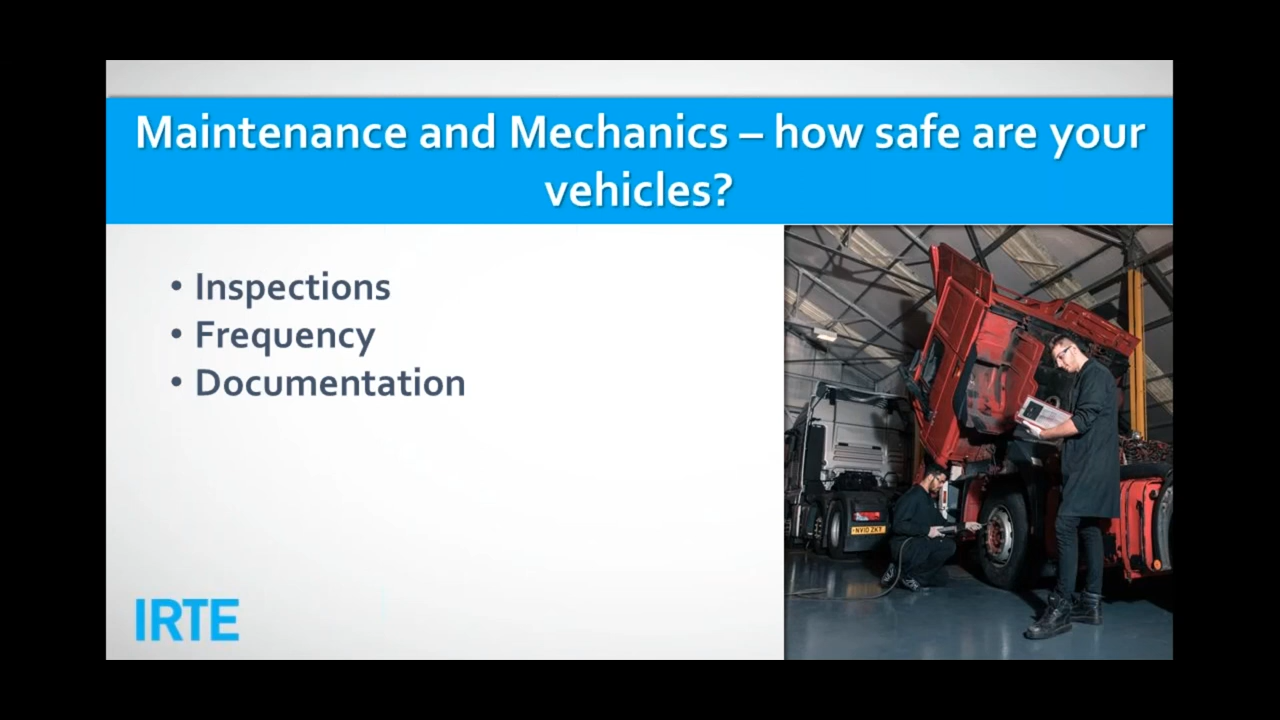 Maintenance and Mechanics – how safe are your
vehicles?
• Inspections
• Frequency
• Documentation
IRTE